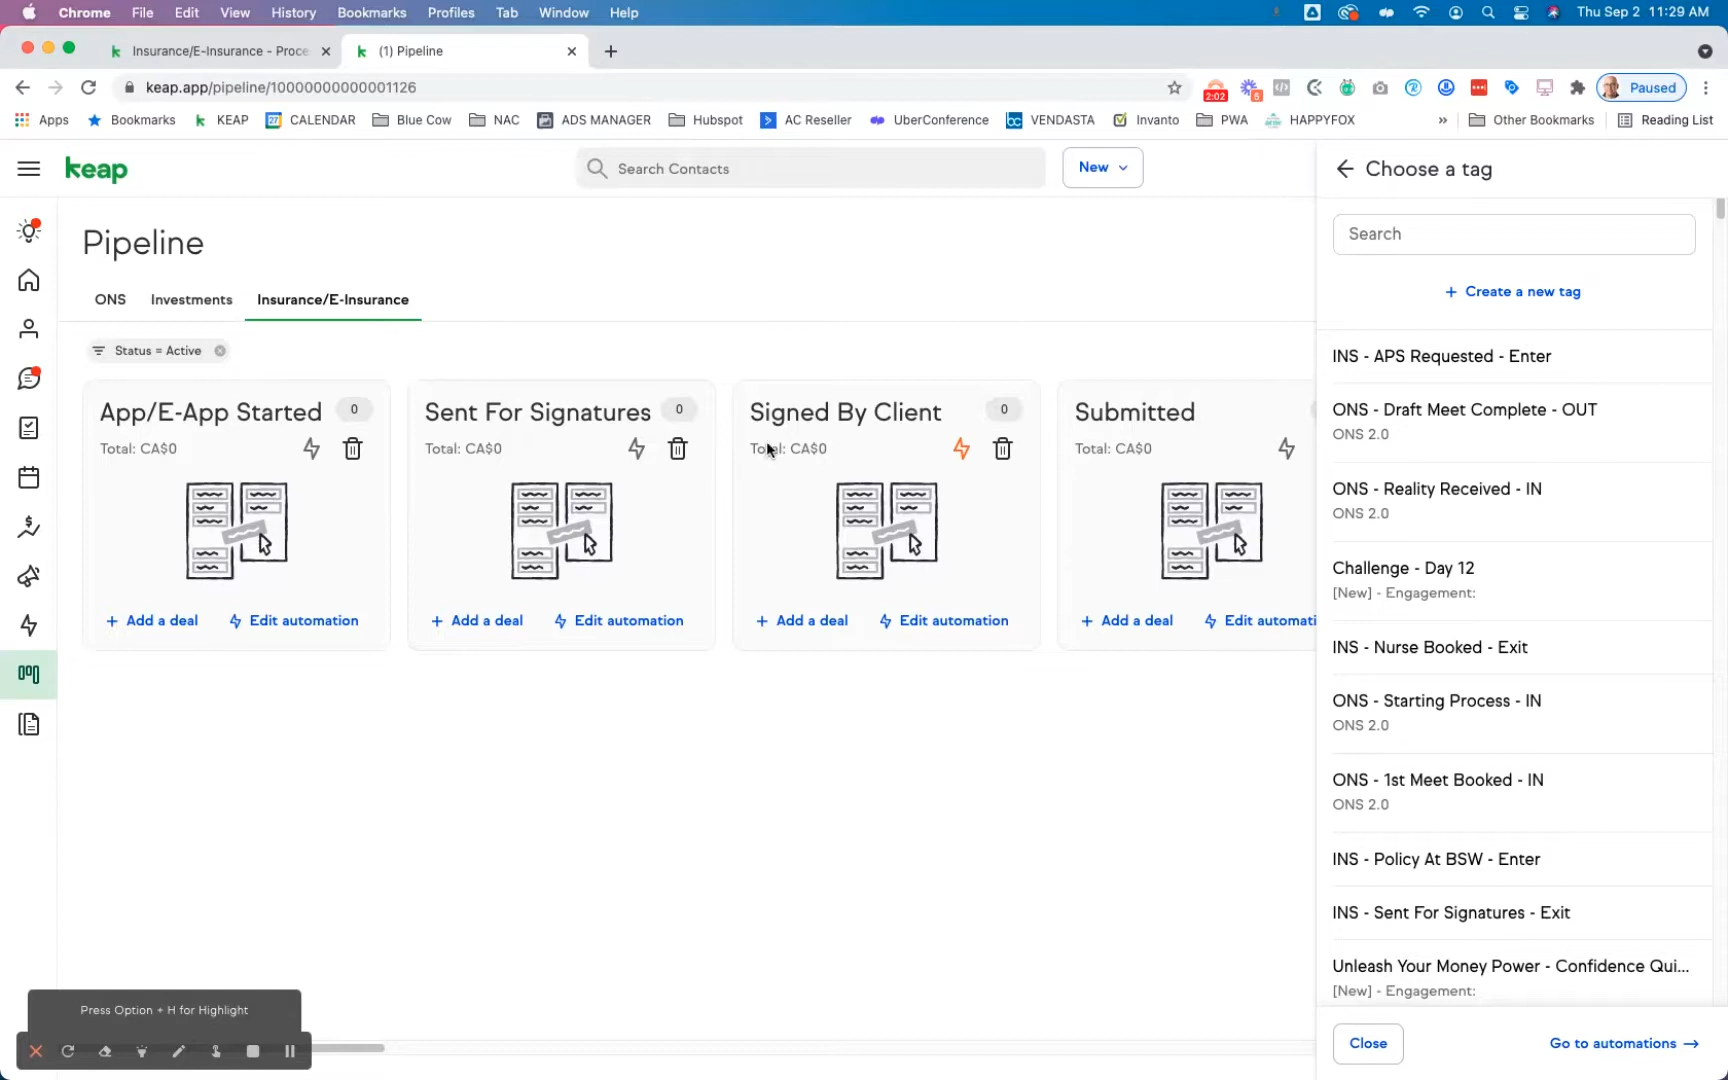 Chrome File Edit View History Bookmarks Profiles Tab Window Help
Thu Sep 2 11:29 AM
Insurance/E-Insurance - Proce
(1) Pipeline
keap.app/pipeline/10000000000001126
2:02
5
Paused
Apps Bookmarks KEAP CALENDAR Blue Cow NAC ADS MANAGER Hubspot AC Reseller UberConference VENDASTA Invanto PWA HAPPYFOX » Other Bookmarks Reading List
keap
Search Contacts
New
Pipeline
ONS Investments Insurance/E-Insurance
Status = Active
App/E-App Started 0
Total: CA$0
+ Add a deal Edit automation
Sent For Signatures 0
Total: CA$0
+ Add a deal Edit automation
Signed By Client 0
Total: CA$0
+ Add a deal Edit automation
Submitted
Total: CA$0
+ Add a deal Edit automati
Choose a tag
Search
+ Create a new tag
INS - APS Requested - Enter
ONS - Draft Meet Complete - OUT
ONS 2.0
ONS - Reality Received - IN
ONS 2.0
Challenge - Day 12
[New] - Engagement:
INS - Nurse Booked - Exit
ONS - Starting Process - IN
ONS 2.0
ONS - 1st Meet Booked - IN
ONS 2.0
INS - Policy At BSW - Enter
INS - Sent For Signatures - Exit
Unleash Your Money Power - Confidence Qui...
[New] - Engagement:
Close
Go to automations →
Press Option + H for Highlight